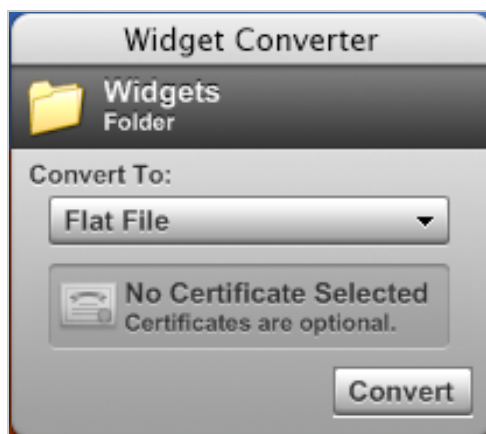 Widget Converter
Widgets
Folder
Convert To:
Flat File
No Certificate Selected
Certificates are optional.
Convert